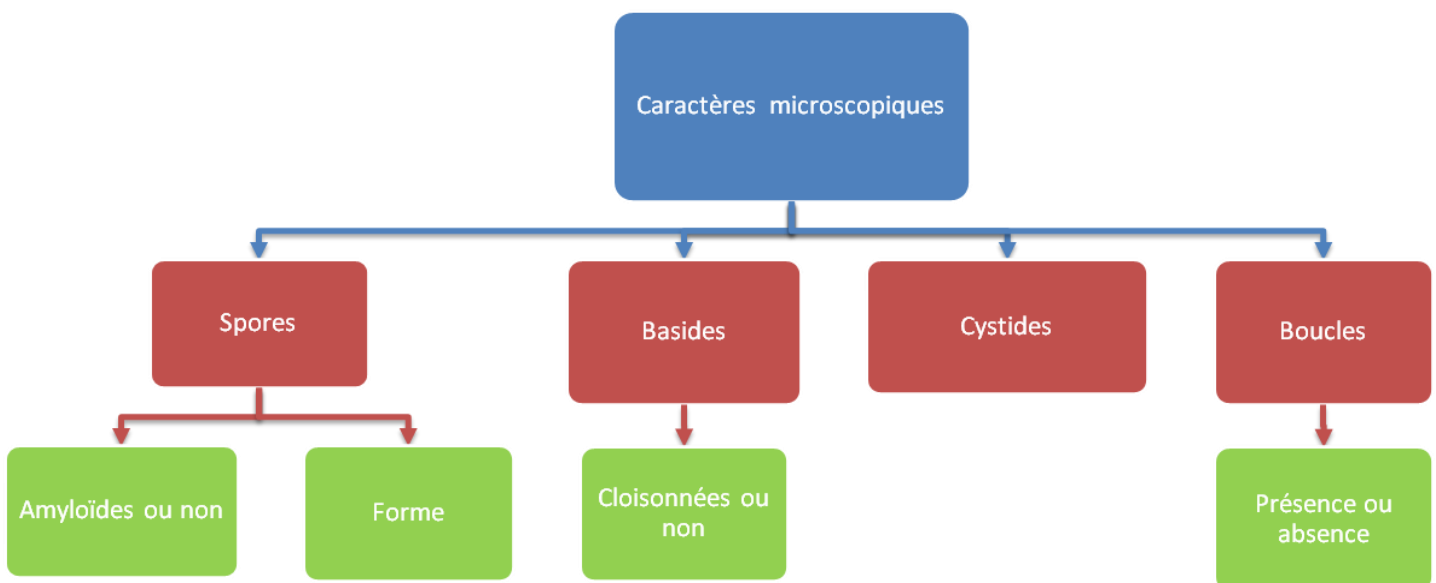 Caractères microscopiques
Spores
Basides
Cystides
Boucles
Amyloïdes ou non
Forme
Cloisonnées ou
non
Présence ou
absence